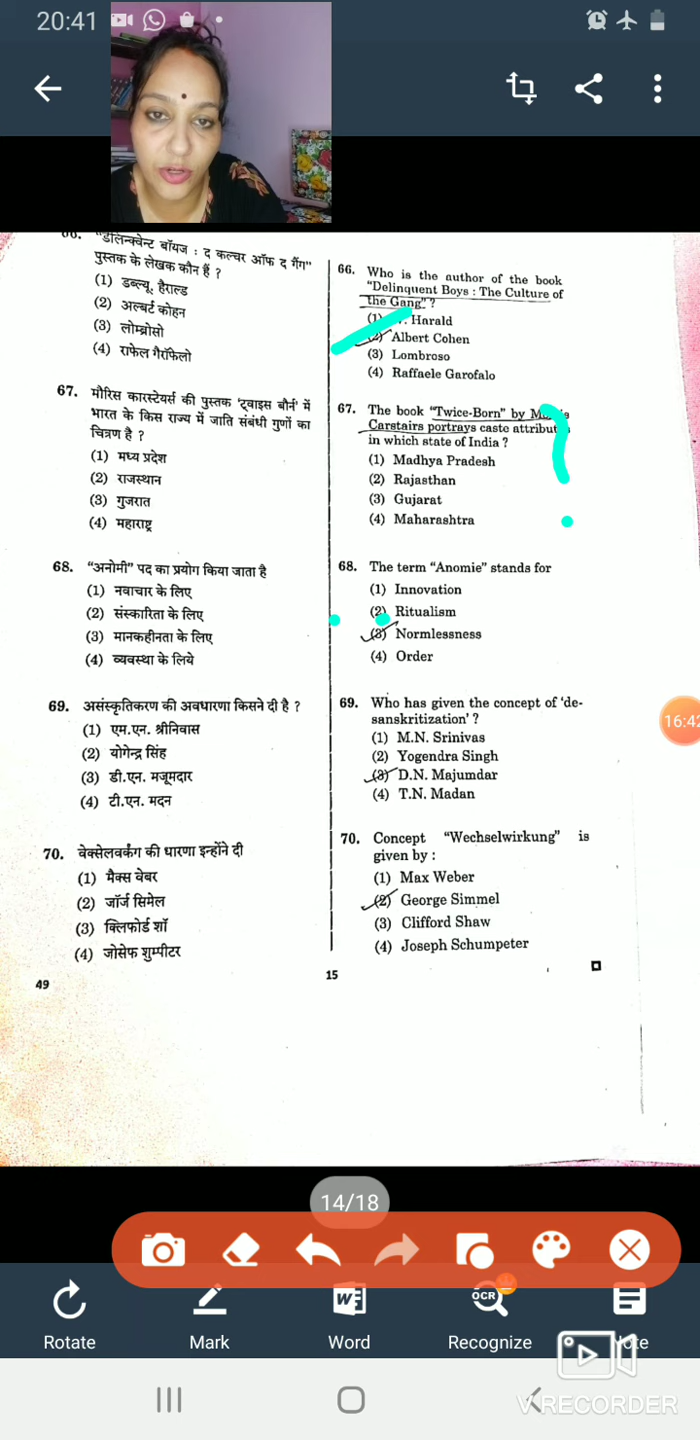 20:41
66. "डेलिन्क्वेन्ट बॉयज : द कल्चर ऑफ द गैंग"
पुस्तक के लेखक कौन हैं ?
(1) डब्ल्यू. हैराल्ड
(2) अल्बर्ट कोहन
(3) लोम्ब्रोसो
(4) राफेल गैरॉफेलो
67. मौरिस कारस्टेयर्स की पुस्तक 'ट्वाइस बौर्न' में
भारत के किस राज्य में जाति संबंधी गुणों का
चित्रण है ?
(1) मध्य प्रदेश
(2) राजस्थान
(3) गुजरात
(4) महाराष्ट्र
68. "अनोमी" पद का प्रयोग किया जाता है
(1) नवाचार के लिए
(2) संस्कारिता के लिए
(3) मानकहीनता के लिए
(4) व्यवस्था के लिये
69. असंस्कृतिकरण की अवधारणा किसने दी है ?
(1) एम.एन. श्रीनिवास
(2) योगेन्द्र सिंह
(3) डी.एन. मजूमदार
(4) टी.एन. मदन
70. वेक्सेलवर्कंग की धारणा इन्होंने दी
(1) मैक्स वेबर
(2) जॉर्ज सिमेल
(3) क्लिफोर्ड शॉ
(4) जोसेफ शुम्पीटर
49
66. Who is the author of the book
"Delinquent Boys : The Culture of
the Gang" ?
(1) Harald
(2) Albert Cohen
(3) Lombroso
(4) Raffaele Garofalo
67. The book "Twice-Born" by
Carstairs portrays caste
in which state of India ?
(1) Madhya Pradesh
(2) Rajasthan
(3) Gujarat
(4) Maharashtra
68. The term "Anomie" stands for
(1) Innovation
(2) Ritualism
(3) Normlessness
(4) Order
69. Who has given the concept of 'de-
sanskritization' ?
(1) M.N. Srinivas
(2) Yogendra Singh
(3) D.N. Majumdar
(4) T.N. Madan
70. Concept "Wechselwirkung" is
given by :
(1) Max Weber
(2) George Simmel
(3) Clifford Shaw
(4) Joseph Schumpeter
15
16:42
14/18
W
OCR
Rotate Mark Word Recognize
V RECORDER